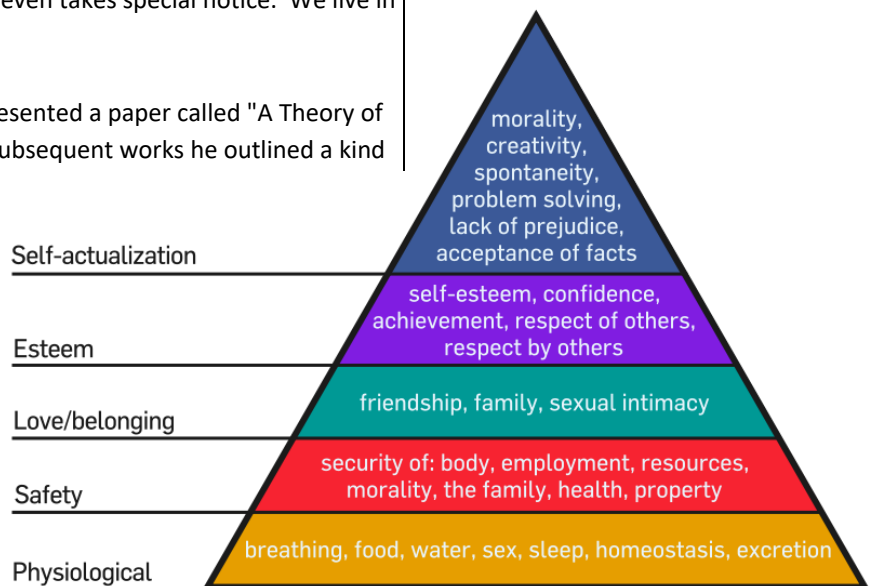 even takes special notice. We live in
esented a paper called "A Theory of
ubsequent works he outlined a kind
morality,
creativity,
spontaneity,
problem solving,
lack of prejudice,
acceptance of facts
Self-actualization
self-esteem, confidence,
achievement, respect of others,
respect by others
Esteem
friendship, family, sexual intimacy
Love/belonging
security of: body, employment, resources,
morality, the family, health, property
Safety
breathing, food, water, sex, sleep, homeostasis, excretion
Physiological